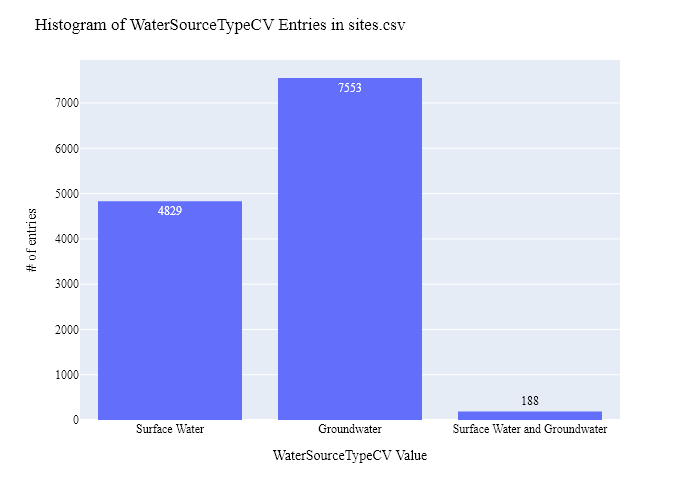 Histogram of WaterSourceTypeCV Entries in sites.csv
# of entries
7000
6000
5000
4000
3000
2000
1000
0
4829
7553
188
Surface Water
Groundwater
Surface Water and Groundwater
WaterSourceTypeCV Value